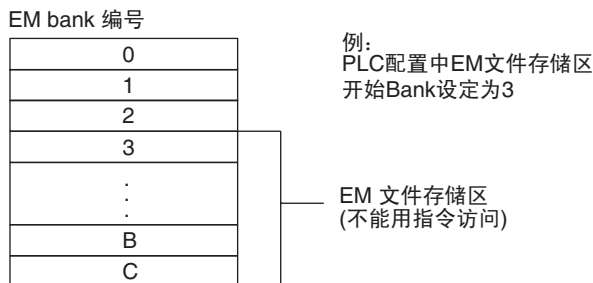 EM bank 编号
0
1
2
3
.
.
.
B
C
例:
PLC配置中EM文件存储区
开始Bank设定为3
EM 文件存储区
(不能用指令访问)